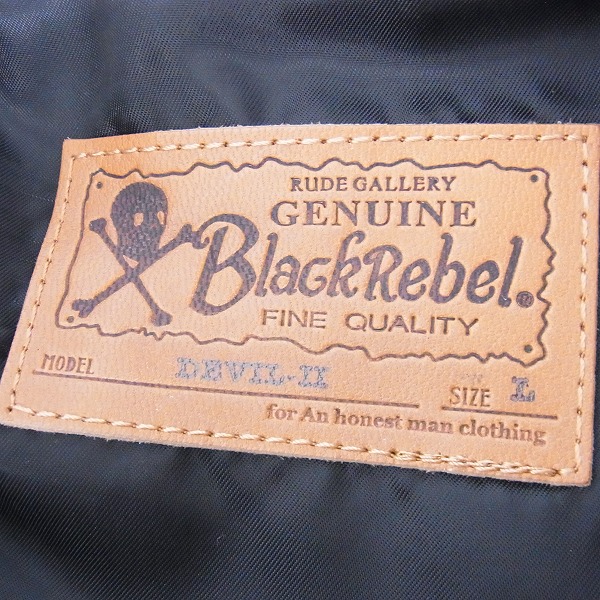 RUDE GALLERY
GENUINE
BlackRebel®
FINE QUALITY
MODEL DEVIL-II SIZE L
for An honest man clothing